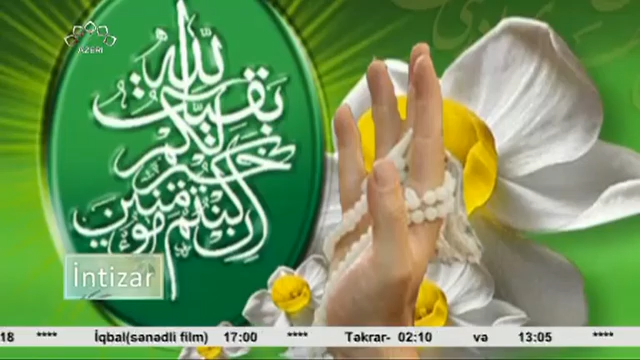 AZERI
بقيت الله
خير لكم
ان كنتم مؤمنين
İntizar
18 **** İqbal(sənədli film) 17:00 **** Təkrar- 02:10 və 13:05 ****